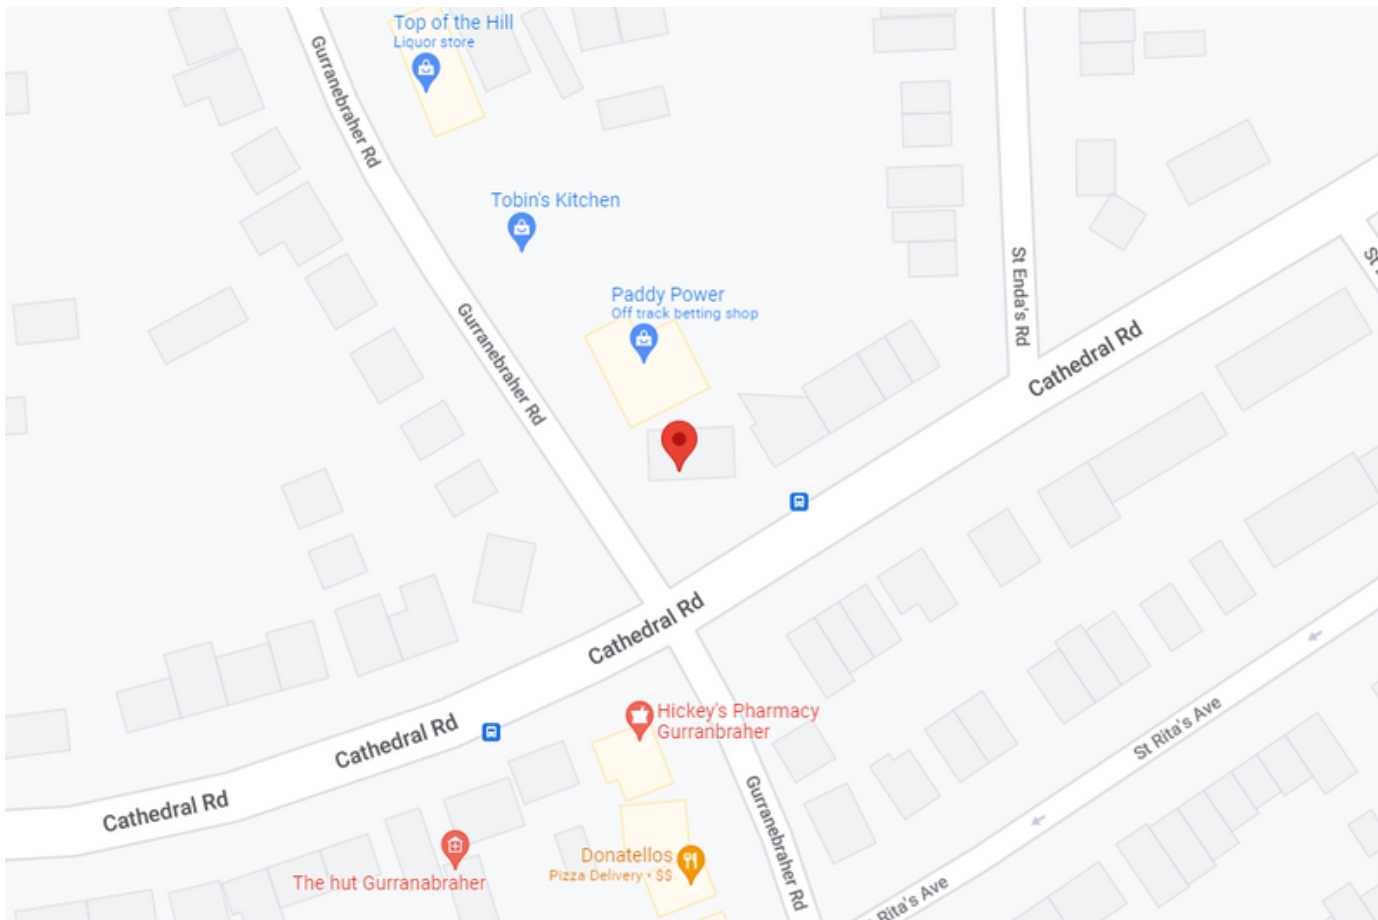 Top of the Hill
Liquor store
Gurranebraher Rd
Tobin's Kitchen
Paddy Power
Off track betting shop
Gurranebraher Rd
St Enda's Rd
St
Cathedral Rd
Cathedral Rd
Hickey's Pharmacy
Gurranbraher
Cathedral Rd
St Rita's Ave
Cathedral Rd
Gurranebraher Rd
Donatellos
Pizza Delivery • $$
The hut Gurranabraher
Rita's Ave